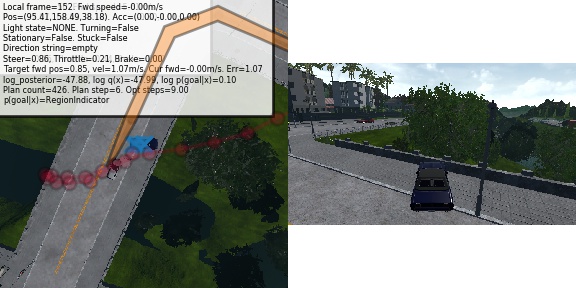 Local frame=152. Fwd speed=-0.00m/s
Pos=(95.41,158.49,38.18). Acc=(0.00,-0.00,0.00)
Light state=NONE. Turning=False
Stationary=False. Stuck=False
Direction string=empty
Steer=0.86, Throttle=0.21, Brake=0.00
Target fwd pos=0.85, vel=1.07m/s. Cur fwd=-0.00m/s. Err=1.07
log_posterior=-47.88, log q(x)=-47.99, log p(goal|x)=0.10
Plan count=426. Plan step=6. Opt steps=9.00
p(goal|x)=RegionIndicator